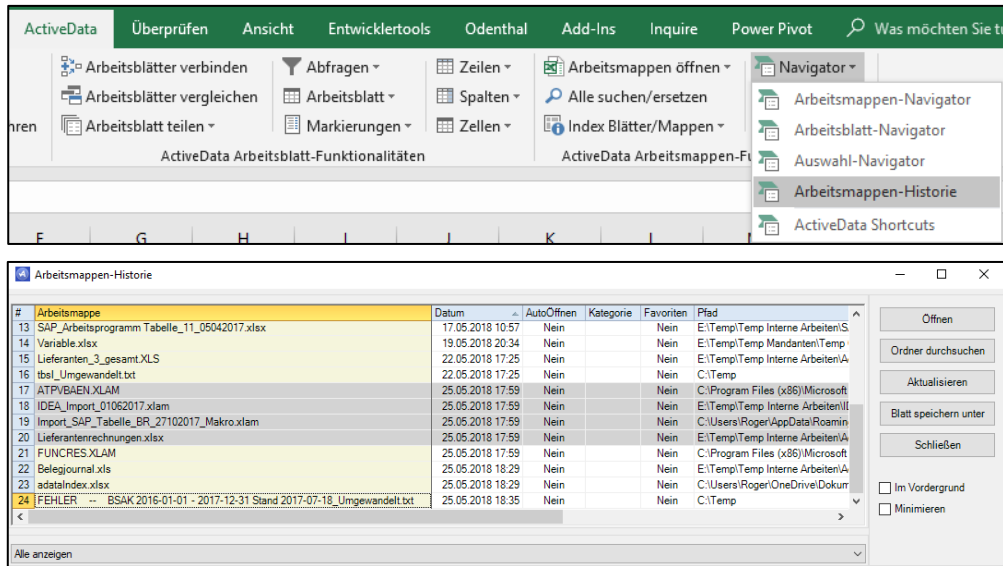 ActiveData Überprüfen Ansicht Entwicklertools Odenthal Add-Ins Inquire Power Pivot Was möchten Sie
Arbeitsblätter verbinden Abfragen Zeilen Arbeitsmappen öffnen Navigator
Arbeitsblätter vergleichen Arbeitsblatt Spalten Alle suchen/ersetzen Arbeitsmappen-Navigator
Arbeitsblatt teilen Markierungen Zellen Index Blätter/Mappen Arbeitsblatt-Navigator
ActiveData Arbeitsblatt-Funktionalitäten ActiveData Arbeitsmappen-Fu Auswahl-Navigator
Arbeitsmappen-Historie
ActiveData Shortcuts
F G H I J K L
Arbeitsmappen-Historie
# Arbeitsmappe Datum AutoÖffnen Kategorie Favoriten Pfad
13 SAP_Arbeitsprogramm Tabelle_11_05042017.xlsx 17.05.2018 10:57 Nein Nein E:\Temp\Temp Interne Arbeiten\S
14 Variable.xlsx 19.05.2018 20:34 Nein Nein E:\Temp\Temp Mandanten\Temp
15 Lieferanten_3_gesamt.XLS 22.05.2018 17:25 Nein Nein E:\Temp\Temp Interne Arbeiten\A
16 tbsl_Umgewandelt.txt 22.05.2018 17:25 Nein Nein C:\Temp
17 ATPVBAEN.XLAM 25.05.2018 17:59 Nein Nein C:\Program Files (x86)\Microsoft
18 IDEA_Import_01062017.xlam 25.05.2018 17:59 Nein Nein E:\Temp\Temp Interne Arbeiten\I
19 Import_SAP_Tabelle_BR_27102017_Makro.xlam 25.05.2018 17:59 Nein Nein C:\Users\Roger\AppData\Roamin
20 Lieferantenrechnungen.xlsx 25.05.2018 17:59 Nein Nein E:\Temp\Temp Interne Arbeiten\A
21 FUNCRES.XLAM 25.05.2018 17:59 Nein Nein C:\Program Files (x86)\Microsoft
22 Belegjournal.xls 25.05.2018 18:29 Nein Nein E:\Temp\Temp Interne Arbeiten\A
23 adataIndex.xlsx 25.05.2018 18:29 Nein Nein C:\Users\Roger\OneDrive\Dokum
24 FEHLER -- BSAK 2016-01-01 - 2017-12-31 Stand 2017-07-18_Umgewandelt.txt 25.05.2018 18:35 Nein Nein C:\Temp
Alle anzeigen
Öffnen
Ordner durchsuchen
Aktualisieren
Blatt speichern unter
Schließen
Im Vordergrund
Minimieren